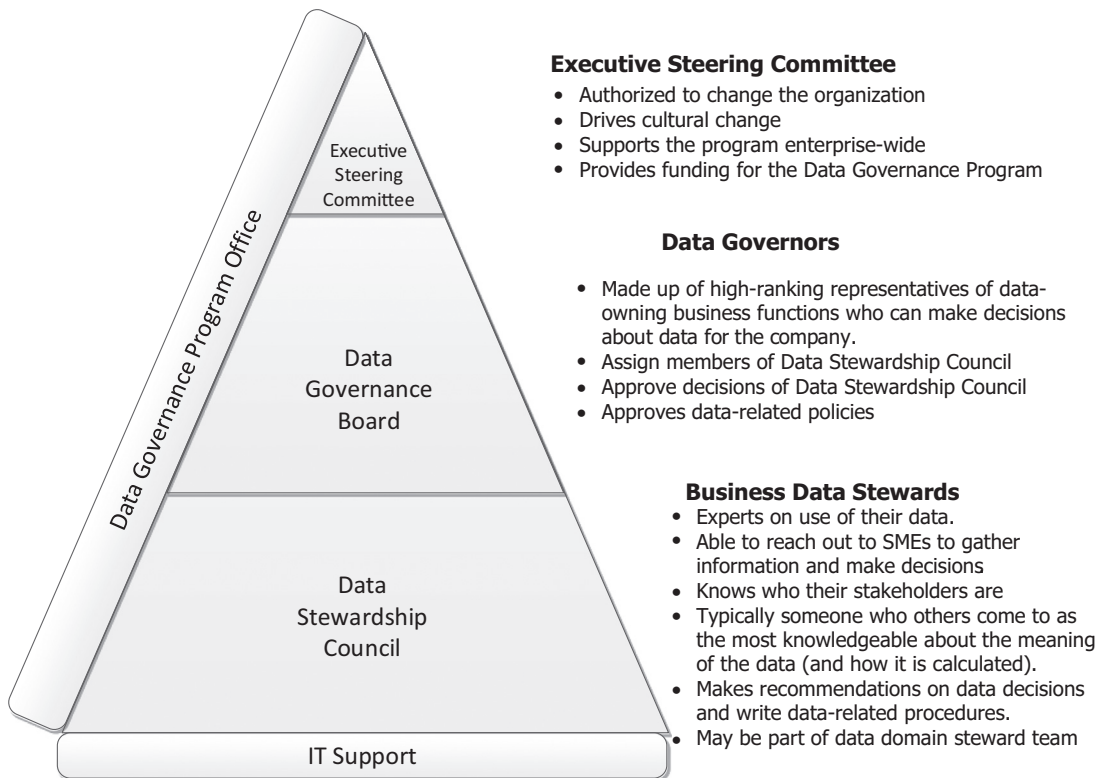 Executive
Steering
Committee
Data Governance Program Office
Data
Governance
Board
Data
Stewardship
Council
IT Support
Executive Steering Committee
• Authorized to change the organization
• Drives cultural change
• Supports the program enterprise-wide
• Provides funding for the Data Governance Program
Data Governors
• Made up of high-ranking representatives of data-
owning business functions who can make decisions
about data for the company.
• Assign members of Data Stewardship Council
• Approve decisions of Data Stewardship Council
• Approves data-related policies
Business Data Stewards
• Experts on use of their data.
• Able to reach out to SMEs to gather
information and make decisions
• Knows who their stakeholders are
• Typically someone who others come to as
the most knowledgeable about the meaning
of the data (and how it is calculated).
• Makes recommendations on data decisions
and write data-related procedures.
• May be part of data domain steward team